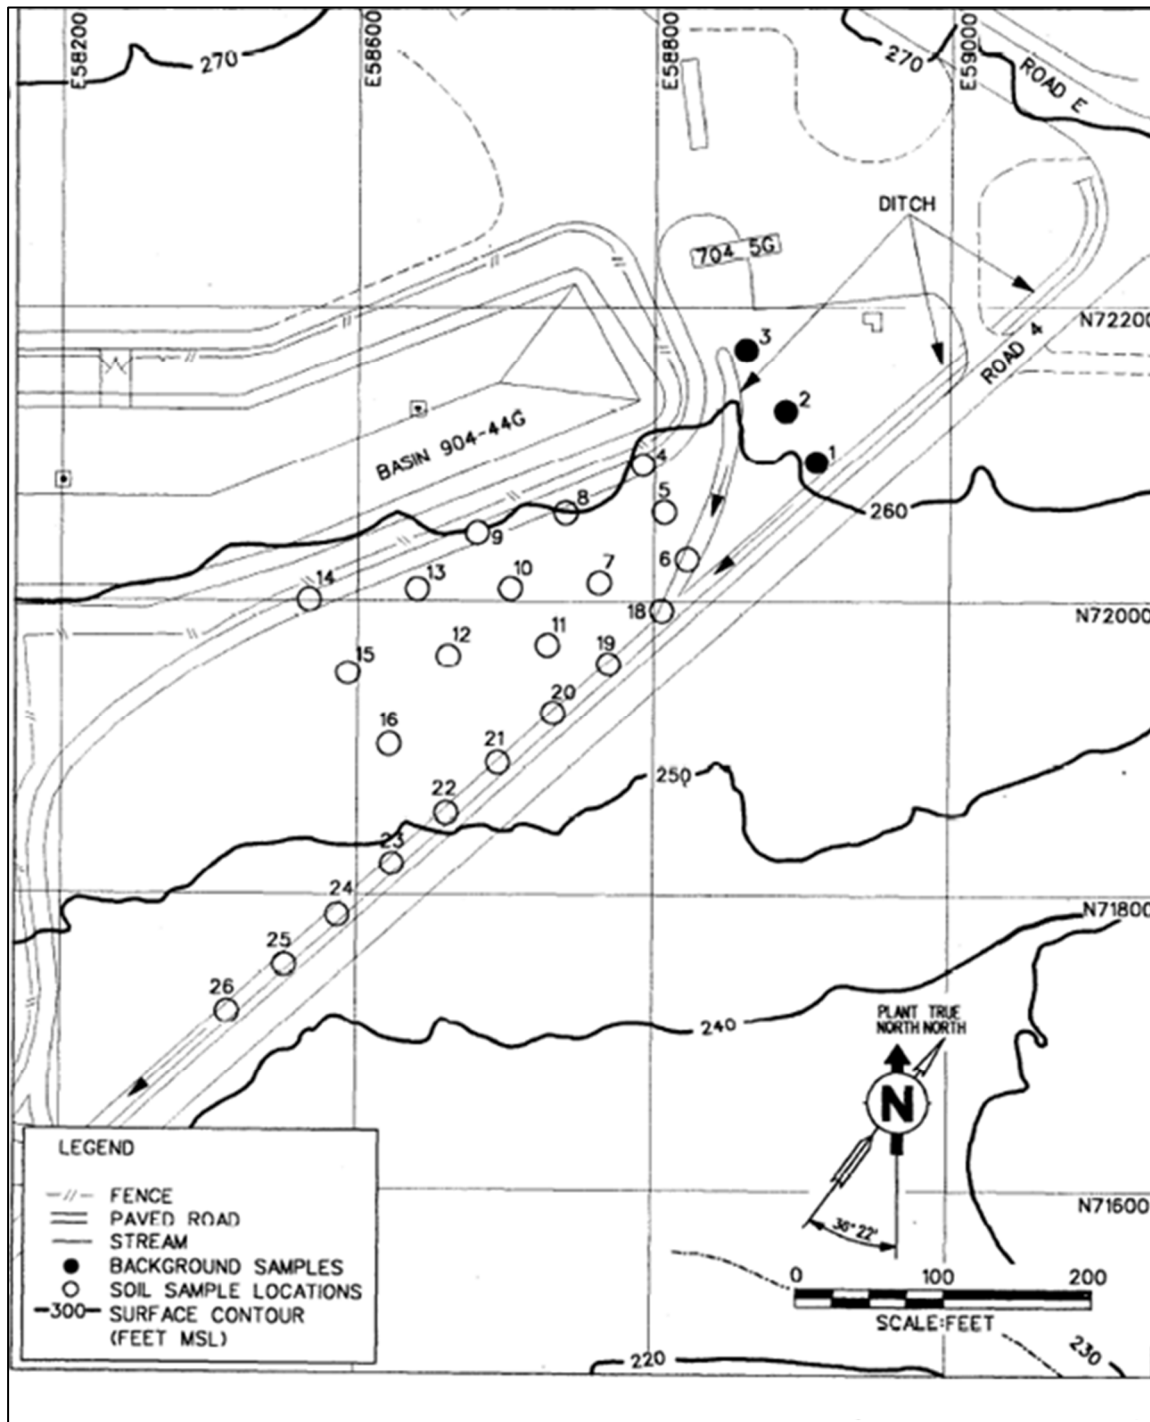 E58200
E58600
E58800
E59000
270
270
ROAD E
DITCH
704 5G
N72200
ROAD 4
3
2
1
BASIN 904-44G
4
8
5
9
260
6
14
13
10
7
18
N72000
15
12
11
19
16
20
21
250
22
23
24
N71800
25
26
240
PLANT TRUE
NORTH NORTH
N
36° 22'
N71600
LEGEND
FENCE
PAVED ROAD
STREAM
BACKGROUND SAMPLES
SOIL SAMPLE LOCATIONS
300 SURFACE CONTOUR
(FEET MSL)
0 100 200
SCALE:FEET
220
230